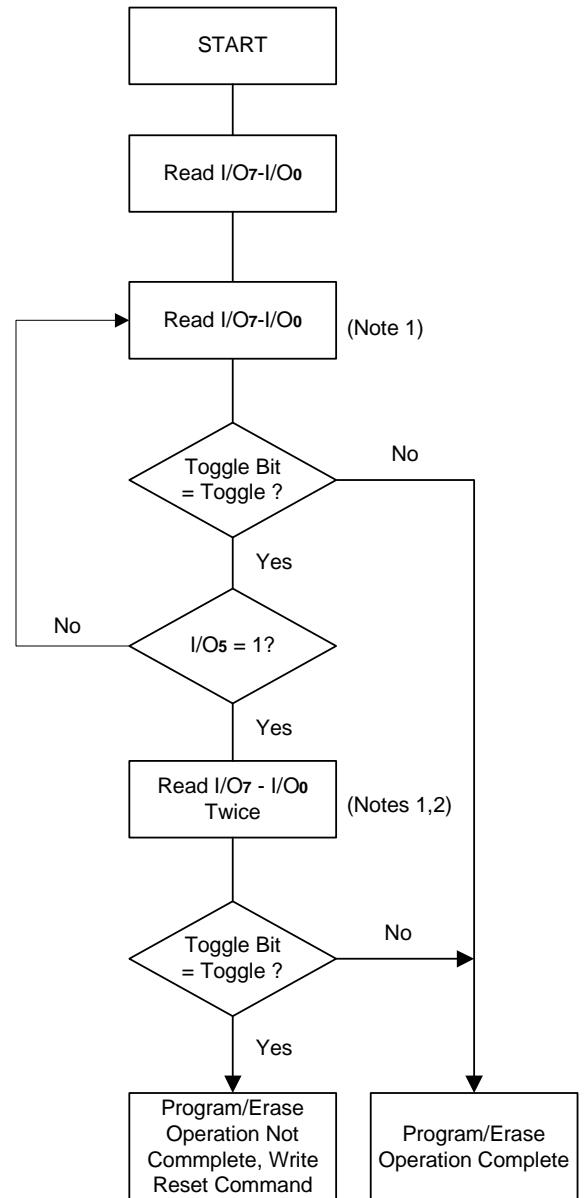 START
Read I/O7-I/O0
Read I/O7-I/O0
(Note 1)
Toggle Bit
= Toggle ?
No
Yes
I/O5 = 1?
No
Yes
Read I/O7 - I/O0
Twice
(Notes 1,2)
Toggle Bit
= Toggle ?
No
Yes
Program/Erase
Operation Not
Commplete, Write
Reset Command
Program/Erase
Operation Complete